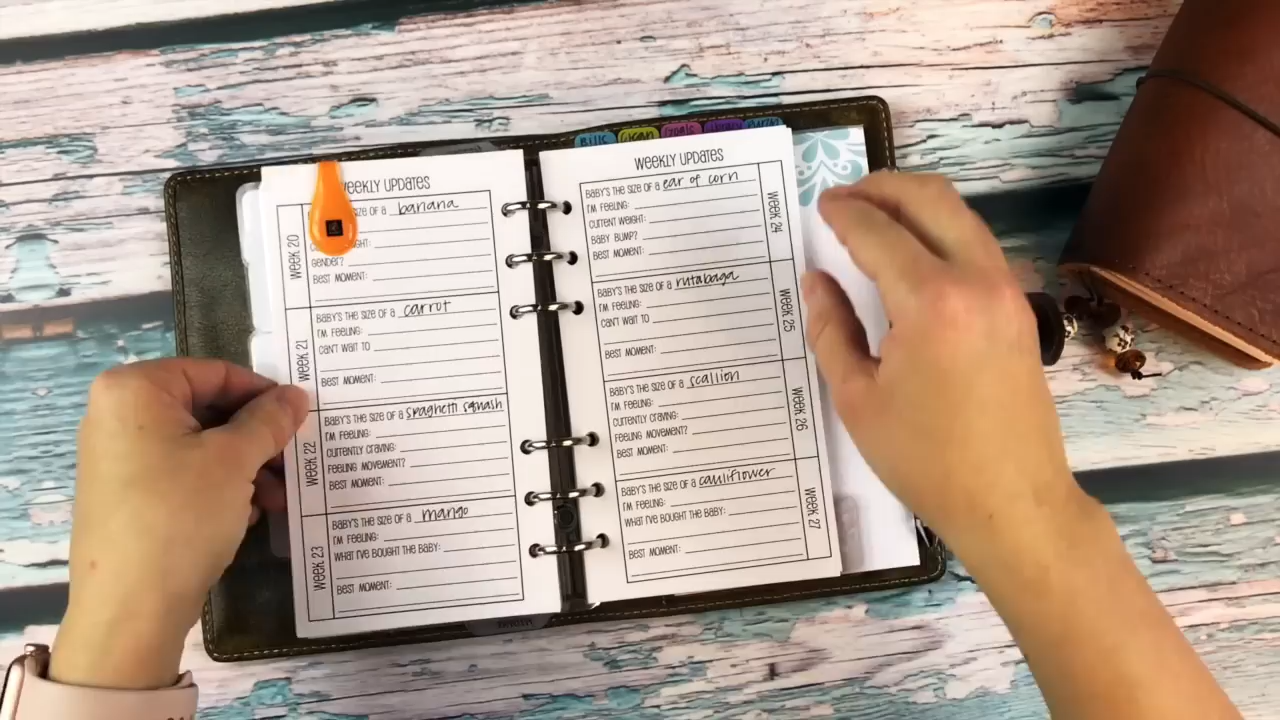 Bills
Clean
Goals
WEEKLY UPDATES
WEEK 20
SIZE OF A banana
GENDER?
BEST MOMENT:
WEEK 21
BABY'S THE SIZE OF A carrot
I'M FEELING:
CAN'T WAIT TO
BEST MOMENT:
WEEK 22
BABY'S THE SIZE OF A spaghetti squash
I'M FEELING:
CURRENTLY CRAVING:
FEELING MOVEMENT?
BEST MOMENT:
WEEK 23
BABY'S THE SIZE OF A mango
I'M FEELING:
WHAT I'VE BOUGHT THE BABY:
BEST MOMENT:
WEEKLY UPDATES
BABY'S THE SIZE OF A ear of corn
I'M FEELING:
CURRENT WEIGHT:
BABY BUMP?
BEST MOMENT:
WEEK 24
BABY'S THE SIZE OF A rutabaga
I'M FEELING:
CAN'T WAIT TO
BEST MOMENT:
WEEK 25
BABY'S THE SIZE OF A scallion
I'M FEELING:
CURRENTLY CRAVING:
FEELING MOVEMENT?
BEST MOMENT:
WEEK 26
BABY'S THE SIZE OF A cauliflower
I'M FEELING:
WHAT I'VE BOUGHT THE BABY:
BEST MOMENT:
WEEK 27